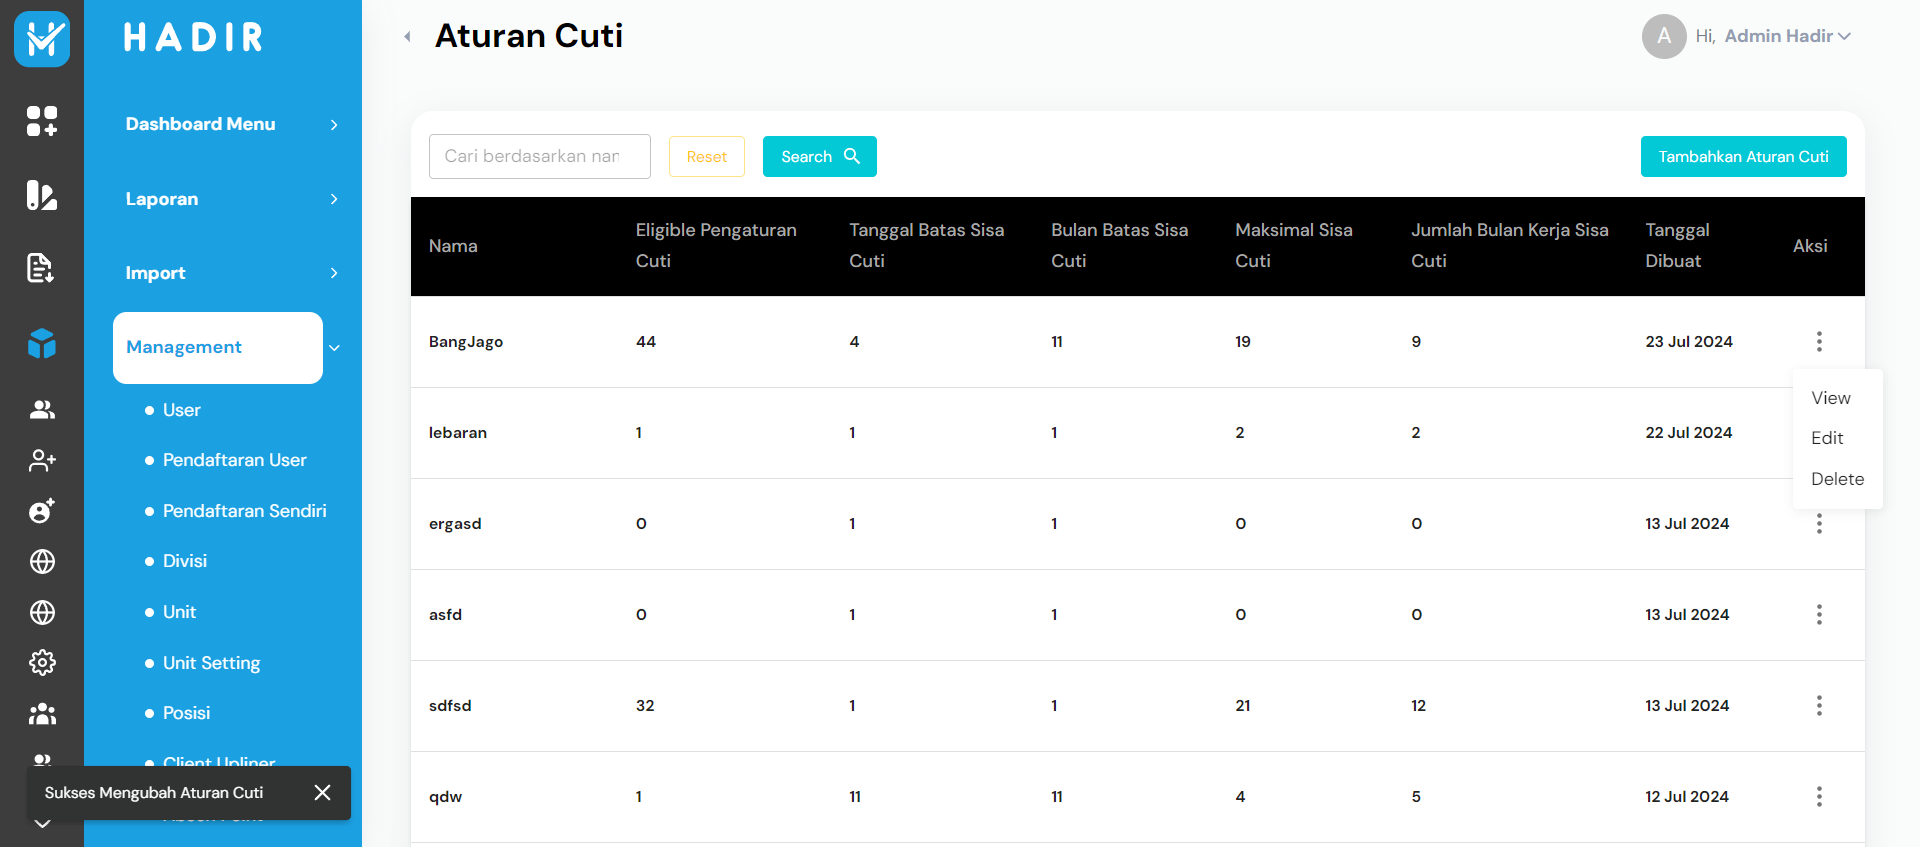 HADIR
Aturan Cuti
A
Hi, Admin Hadir
Dashboard Menu
Laporan
Import
Management
User
Pendaftaran User
Pendaftaran Sendiri
Divisi
Unit
Unit Setting
Posisi
Client Upliner
Sukses Mengubah Aturan Cuti
Cari berdasarkan nar
Reset
Search
Tambahkan Aturan Cuti
Nama
Eligible Pengaturan
Cuti
Tanggal Batas Sisa
Cuti
Bulan Batas Sisa
Cuti
Maksimal Sisa
Cuti
Jumlah Bulan Kerja Sisa
Cuti
Tanggal
Dibuat
Aksi
BangJago 44 4 11 19 9 23 Jul 2024
lebaran 1 1 1 2 2 22 Jul 2024
ergasd 0 1 1 0 0 13 Jul 2024
asfd 0 1 1 0 0 13 Jul 2024
sdfsd 32 1 1 21 12 13 Jul 2024
qdw 1 11 11 4 5 12 Jul 2024
View
Edit
Delete